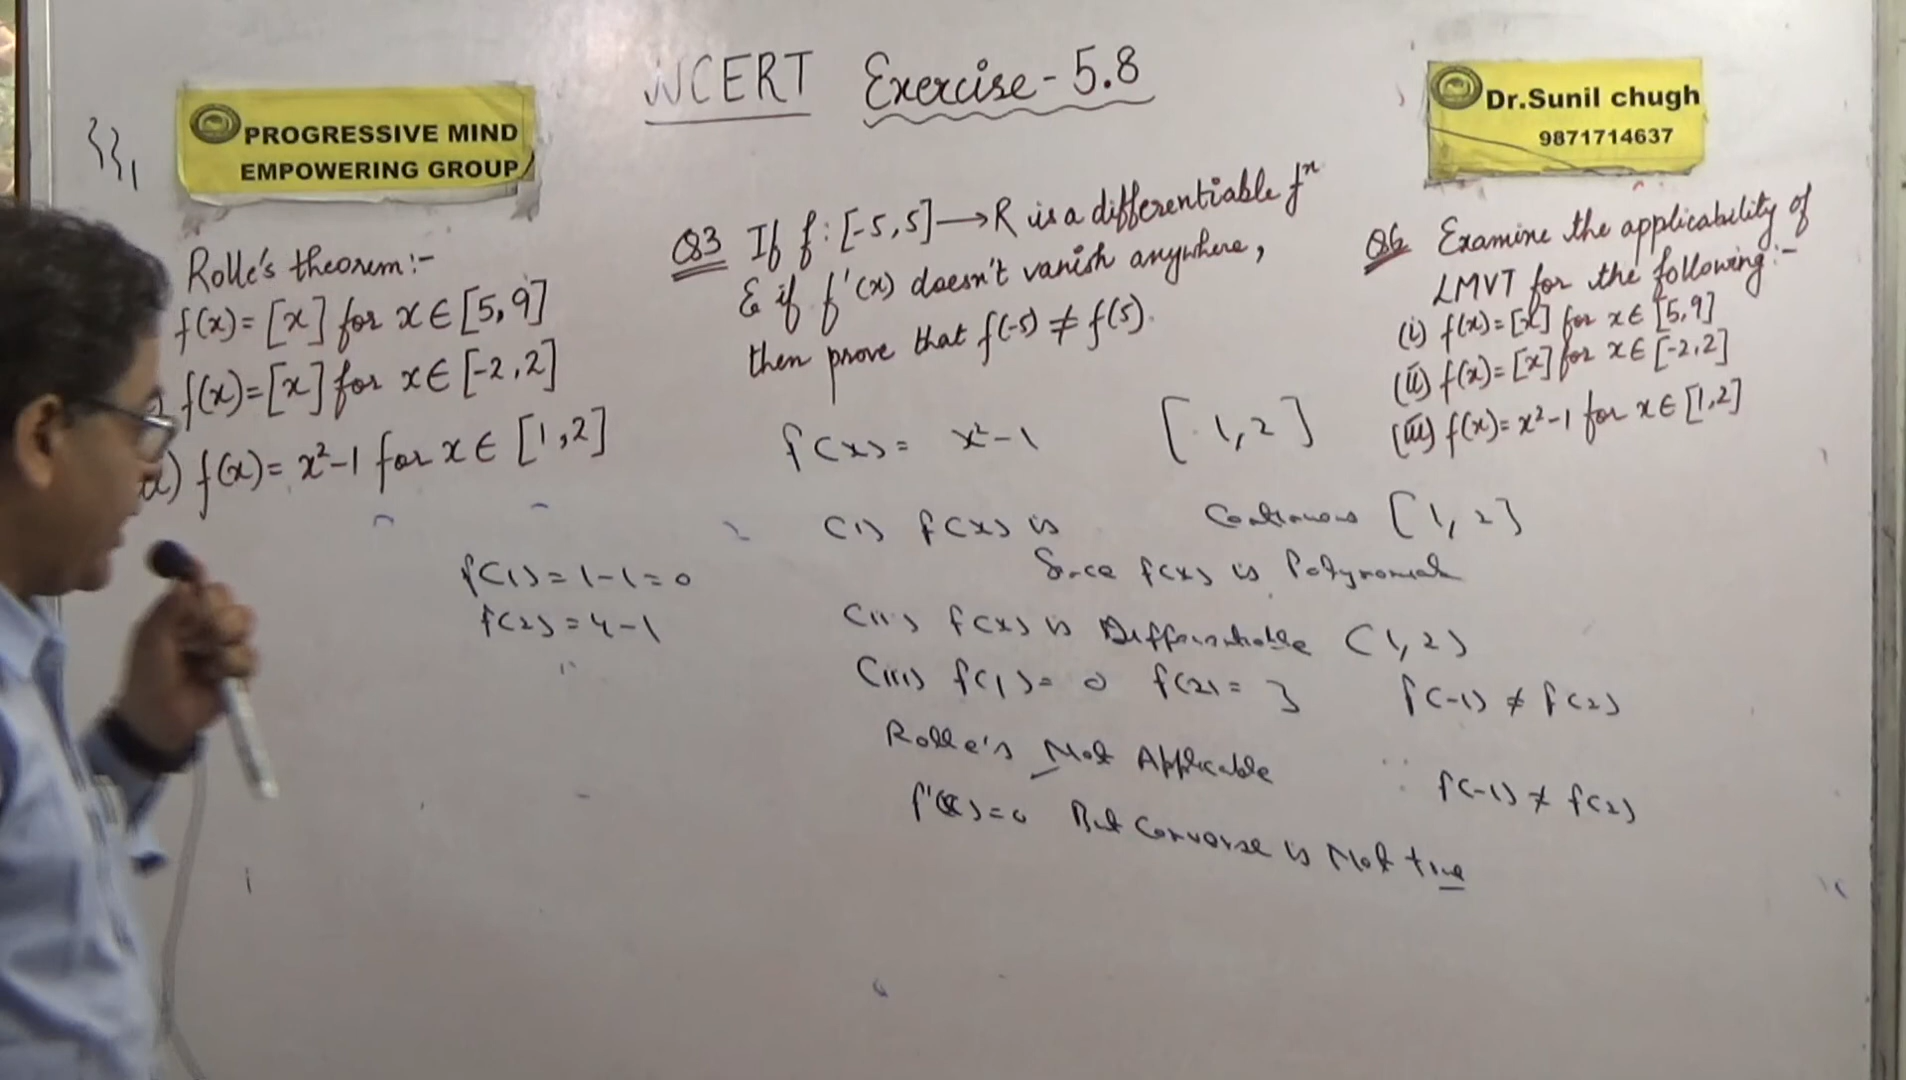 NCERT Exercise-5.8
PROGRESSIVE MIND
EMPOWERING GROUP
Dr.Sunil chugh
9871714637
Rolle's theorem:-
f(x)=[x] for x∈[5,9]
f(x)=[x] for x∈[-2,2]
f(x)=x²-1 for x∈[1,2]
f(1)=1-1=0
f(2)=4-1
Q3 If f:[-5,5]→R is a differentiable fⁿ
& if f'(x) doesn't vanish anywhere,
then prove that f(-5)≠f(5).
f(x)= x²-1 [1,2]
(i) f(x) is Continuous [1,2]
Since f(x) is Polynomial
(ii) f(x) is Differentiable (1,2)
(iii) f(1)=0 f(2)=3 f(-1)≠f(2)
Rolle's Not Applicable ∵ f(-1)≠f(2)
=0 But Converse is Not true
Q6 Examine the applicability of
LMVT for the following:-
(i) f(x)=[x] for x∈[5,9]
(ii) f(x)=[x] for x∈[-2,2]
(iii) f(x)=x²-1 for x∈[1,2]